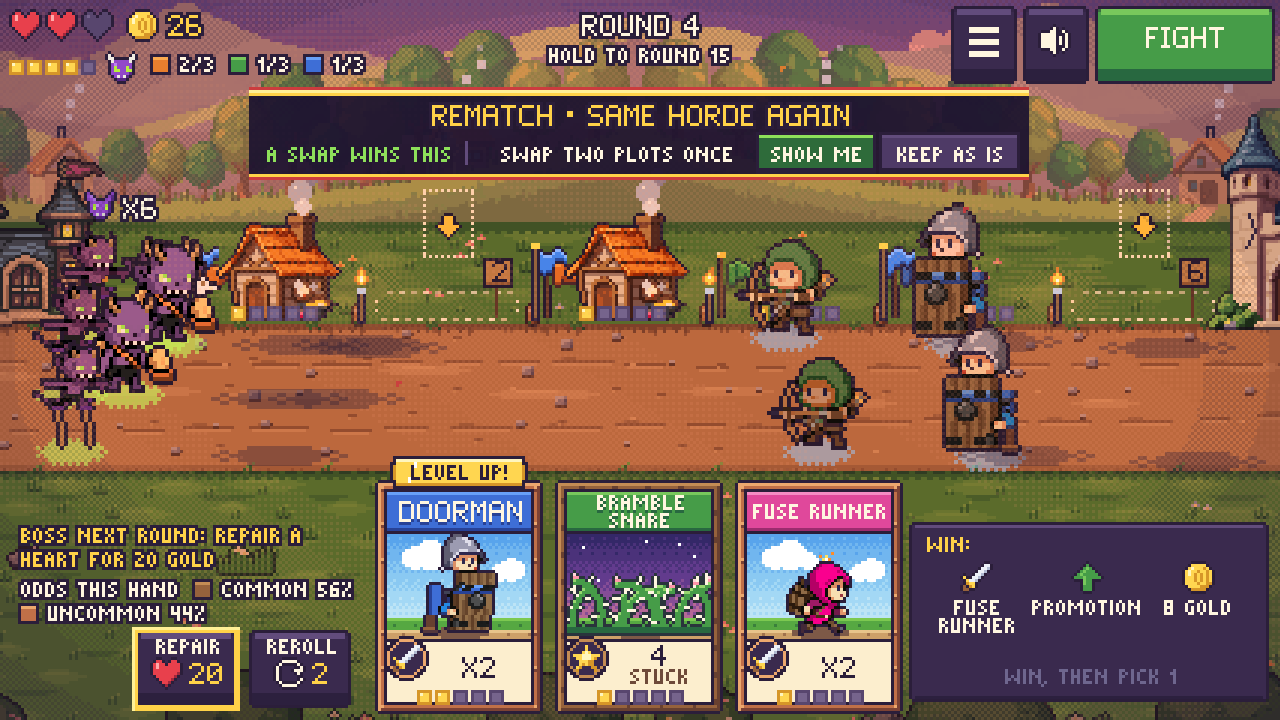 26
ROUND 4
HOLD TO ROUND 15
FIGHT
2/3 1/3 1/3
REMATCH · SAME HORDE AGAIN
A SWAP WINS THIS
SWAP TWO PLOTS ONCE
SHOW ME
KEEP AS IS
X6
2
6
LEVEL UP!
DOORMAN
X2
BRAMBLE
SNARE
4
STUCK
FUSE RUNNER
X2
BOSS NEXT ROUND: REPAIR A
HEART FOR 20 GOLD
ODDS THIS HAND COMMON 56%
UNCOMMON 44%
REPAIR
20
REROLL
2
WIN:
FUSE
RUNNER
PROMOTION
8 GOLD
WIN, THEN PICK 1